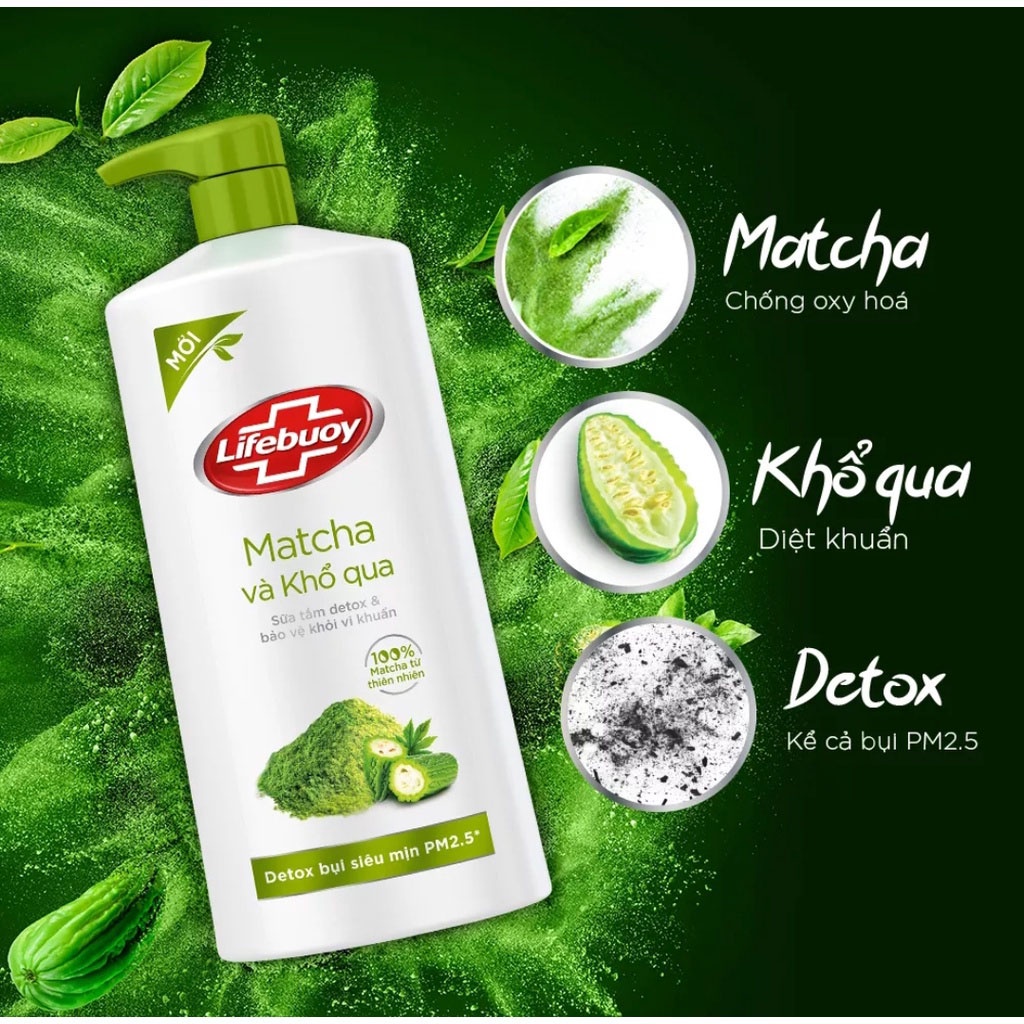 MỚI
Lifebuoy
Matcha
và Khổ qua
Sữa tắm detox &
bảo vệ khỏi vi khuẩn
100%
Matcha từ
thiên nhiên
Detox bụi siêu mịn PM2.5*
Matcha
Chống oxy hoá
Khổ qua
Diệt khuẩn
Detox
Kể cả bụi PM2.5